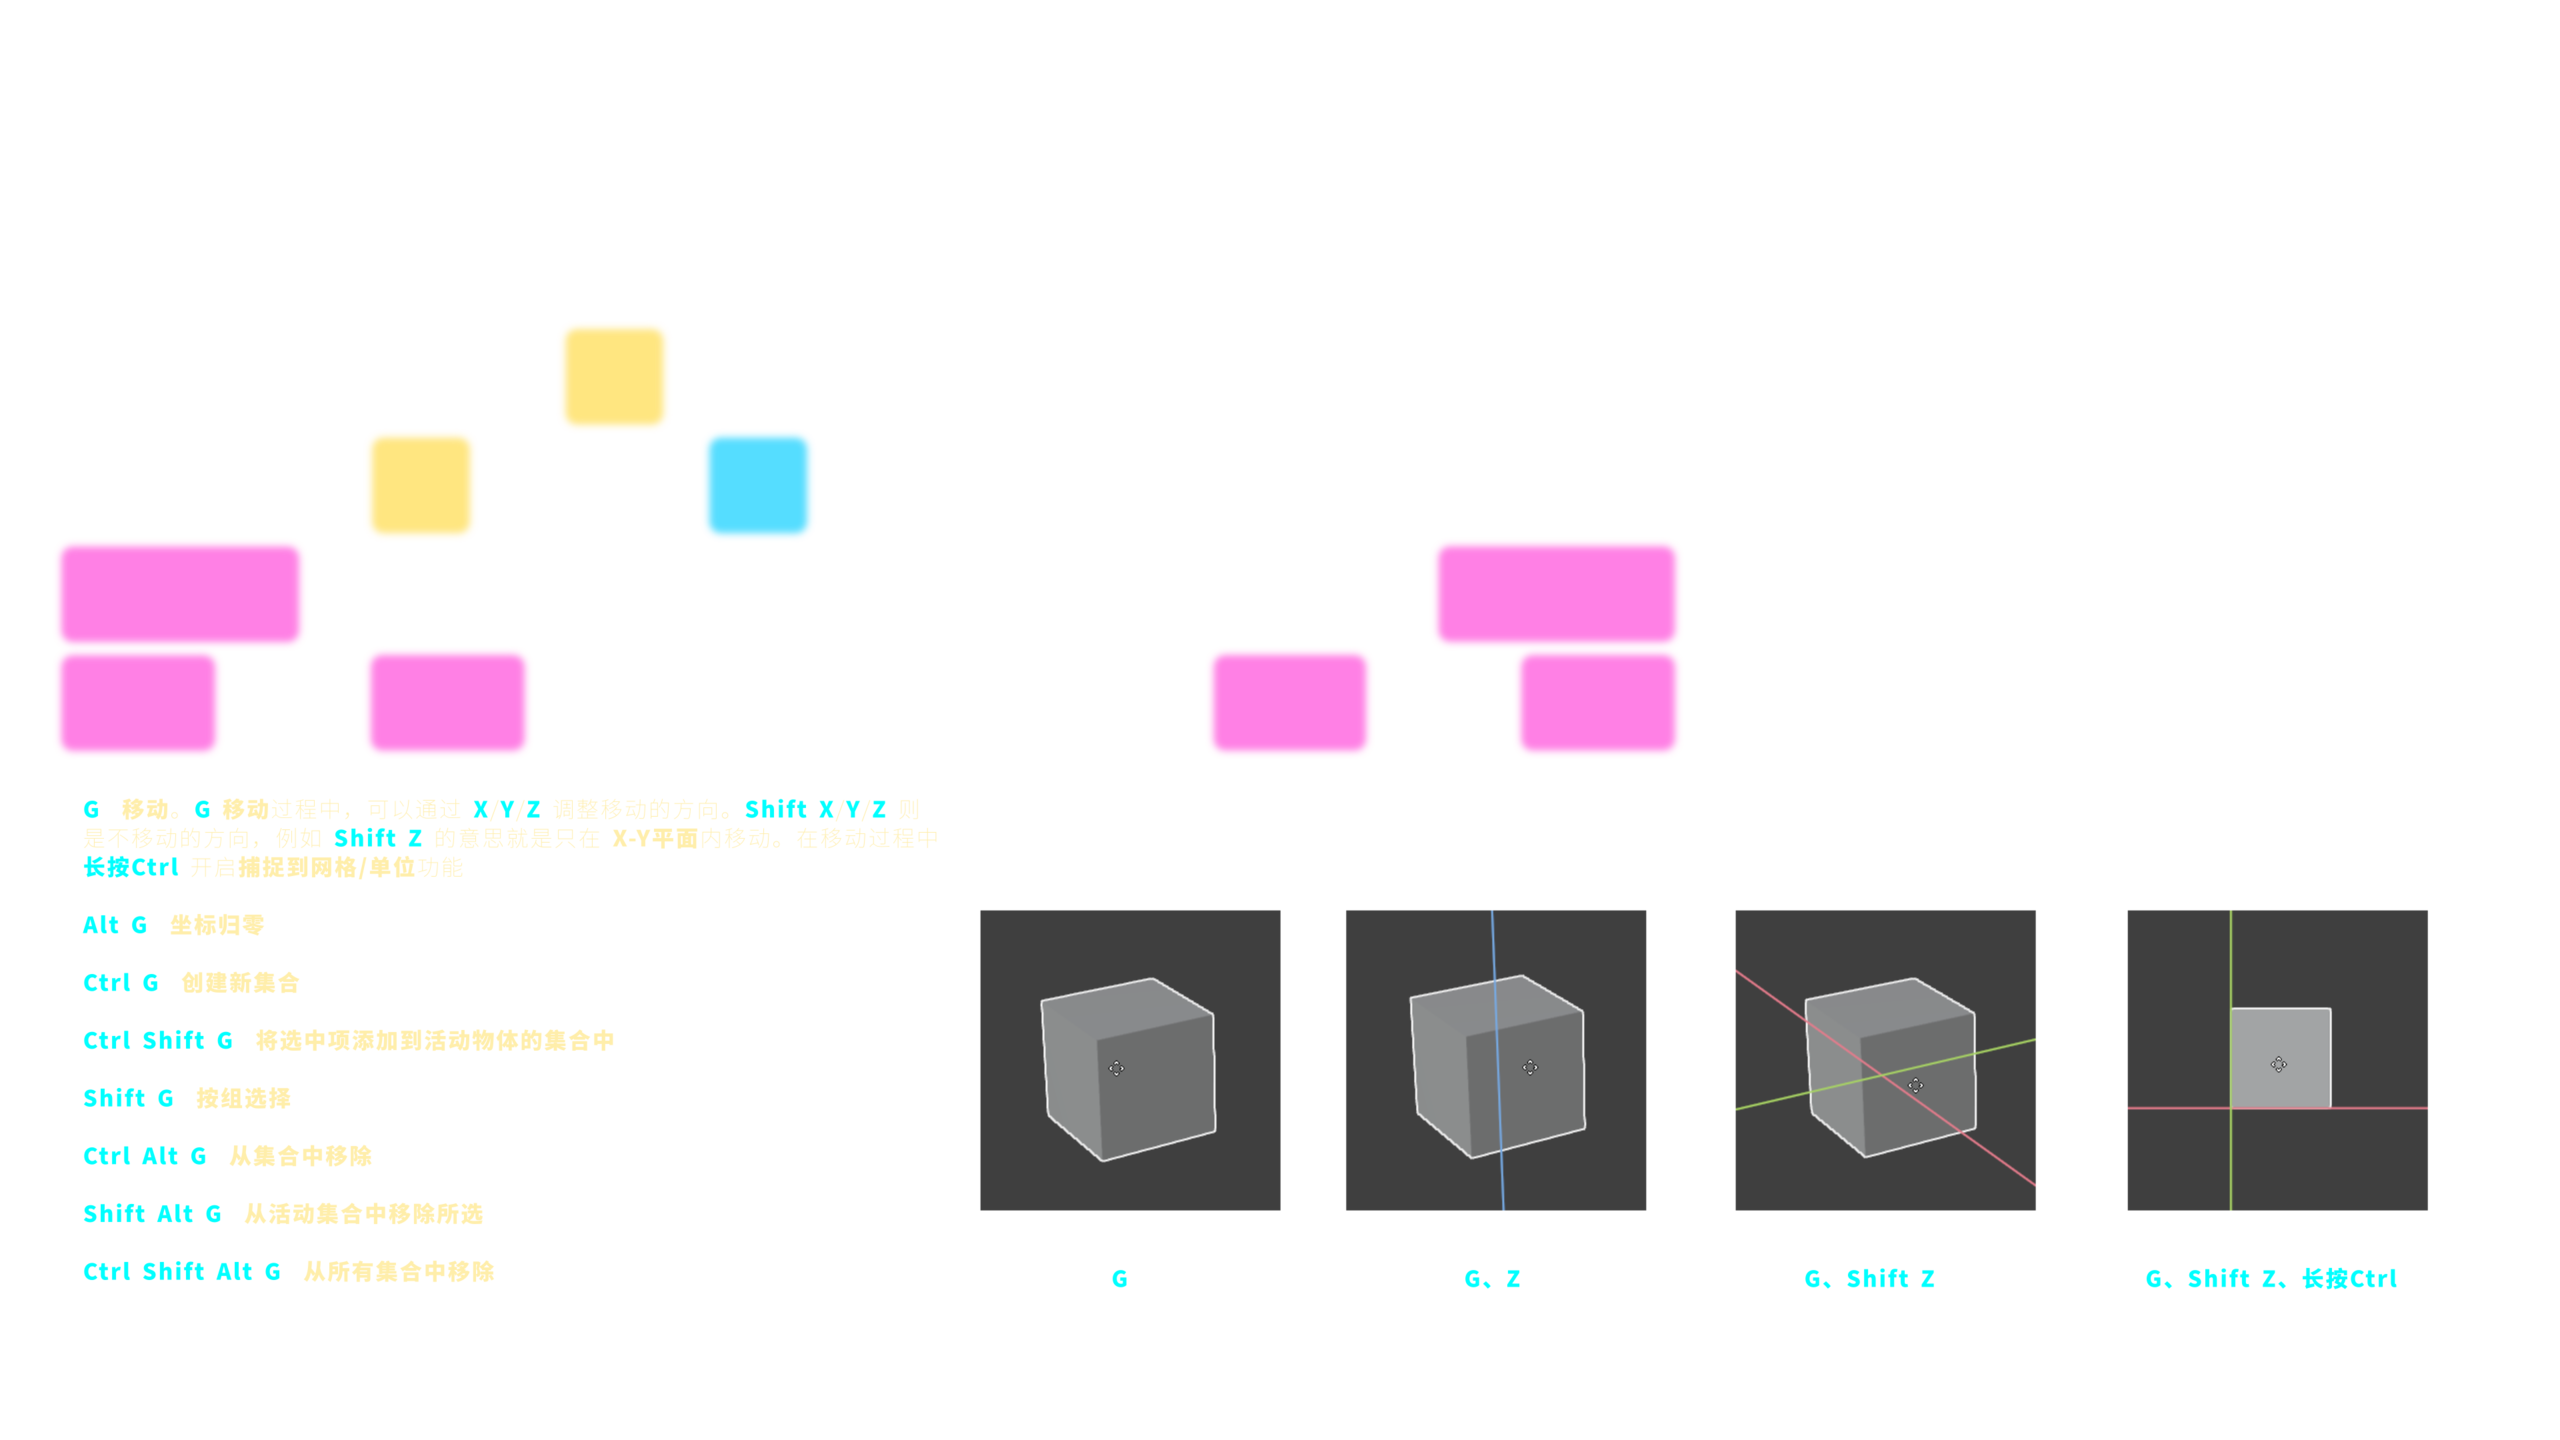 G 移动。G 移动过程中，可以通过 X/Y/Z 调整移动的方向。Shift X/Y/Z 则
是不移动的方向，例如 Shift Z 的意思就是只在 X-Y平面内移动。在移动过程中
长按Ctrl 开启捕捉到网格/单位功能
Alt G 坐标归零
Ctrl G 创建新集合
Ctrl Shift G 将选中项添加到活动物体的集合中
Shift G 按组选择
Ctrl Alt G 从集合中移除
Shift Alt G 从活动集合中移除所选
Ctrl Shift Alt G 从所有集合中移除
G
G、Z
G、Shift Z
G、Shift Z、长按Ctrl